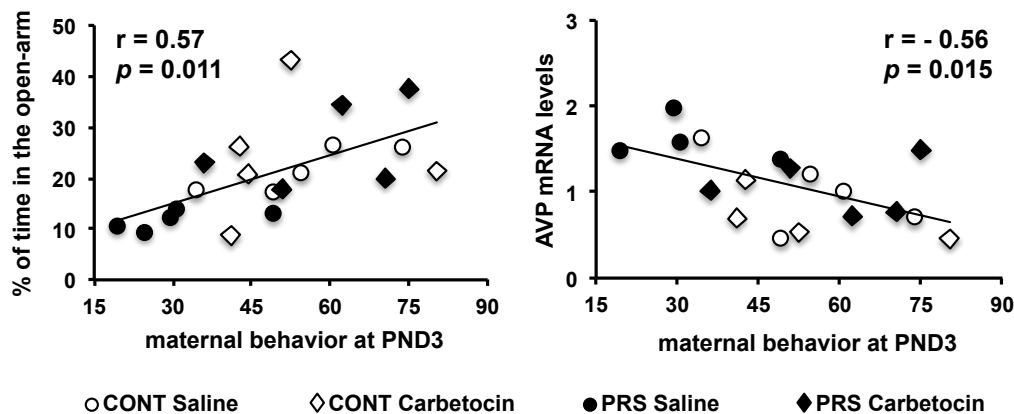 r = 0.57
p = 0.011
% of time in the open-arm
50
40
30
20
10
0
15 30 45 60 75 90
maternal behavior at PND3
r = - 0.56
p = 0.015
AVP mRNA levels
3
2
1
0
15 30 45 60 75 90
maternal behavior at PND3
CONT Saline CONT Carbetocin PRS Saline PRS Carbetocin